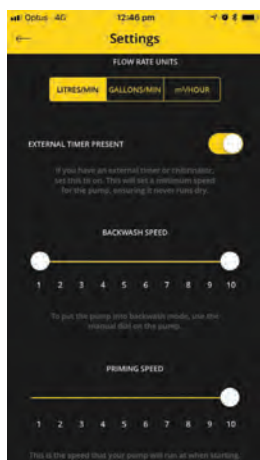 Optus 4G 12:46 pm
Settings
FLOW RATE UNITS
LITRES/MIN GALLONS/MIN m³/HOUR
EXTERNAL TIMER PRESENT
If you have an external timer or
set this to on. This will set a minimum speed
for the pump, ensuring it never runs dry.
BACKWASH SPEED
1 2 3 4 5 6 7 8 9 10
To put the pump into backwash mode, use the
manual dial on the pump.
PRIMING SPEED
1 2 3 4 5 6 7 8 9 10
This is the speed that your pump will run at when starting.